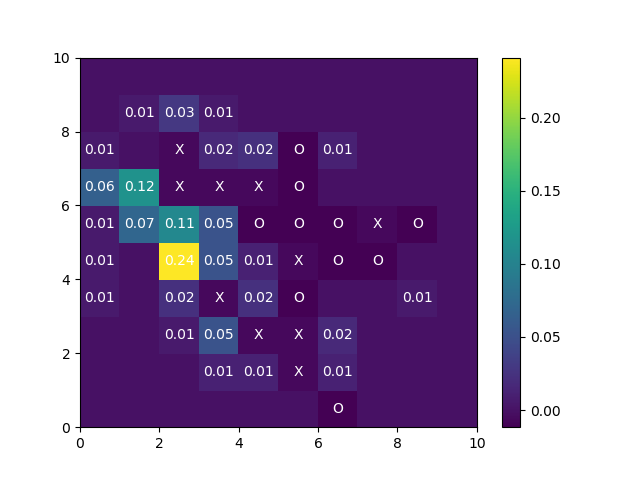 10
0.01 0.03 0.01
8
0.01 X 0.02 0.02 O 0.01
0.06 0.12 X X X O
6
0.01 0.07 0.11 0.05 O O O X O
0.01 0.24 0.05 0.01 X O O
4
0.01 0.02 X 0.02 O 0.01
0.01 0.05 X X 0.02
2
0.01 0.01 X 0.01
O
0
0 2 4 6 8 10
0.20
0.15
0.10
0.05
0.00